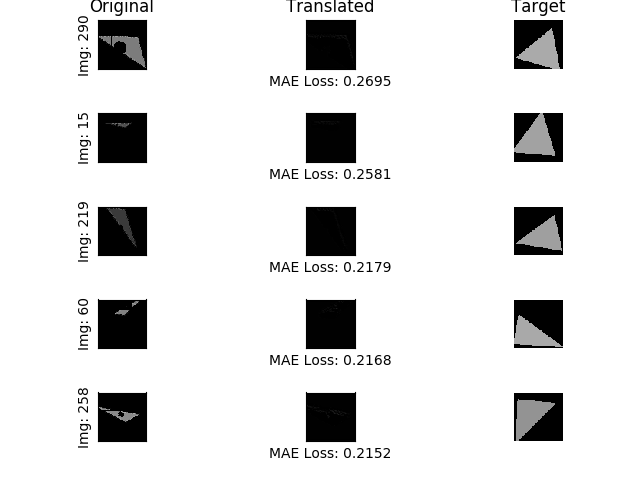 Original Translated Target
Img: 290
MAE Loss: 0.2695
Img: 15
MAE Loss: 0.2581
Img: 219
MAE Loss: 0.2179
Img: 60
MAE Loss: 0.2168
Img: 258
MAE Loss: 0.2152